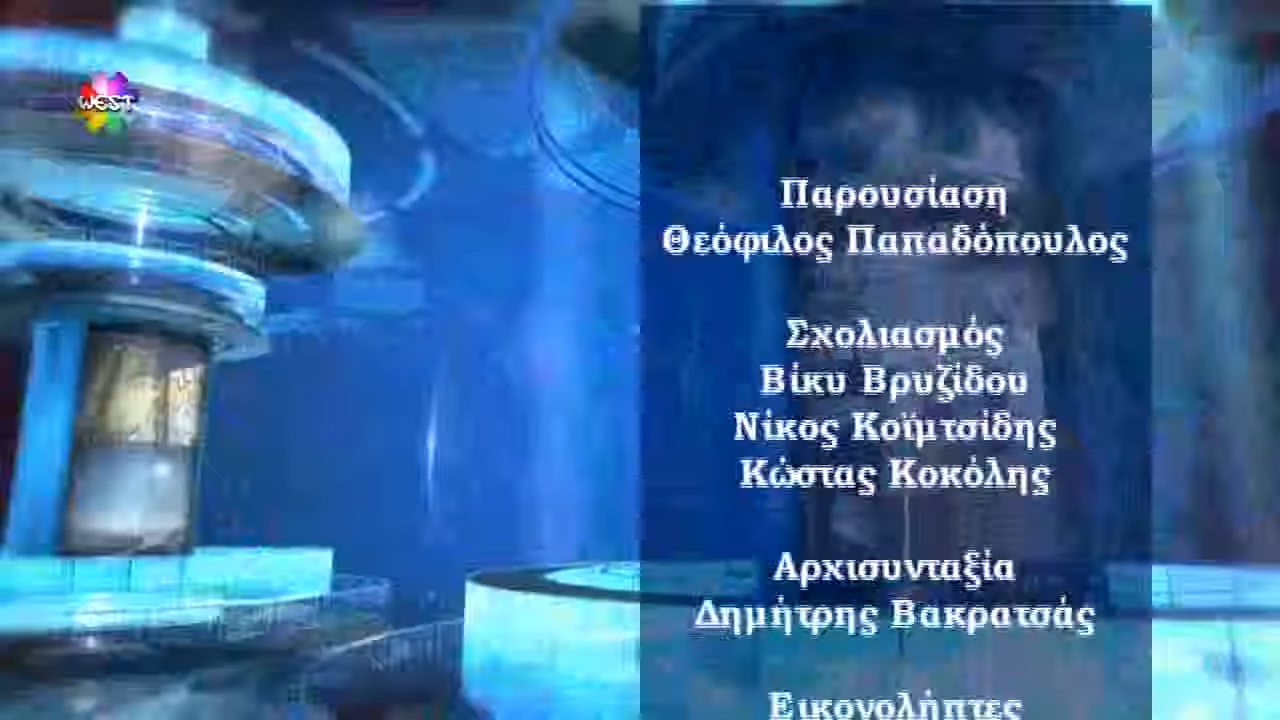 WEST
Παρουσίαση
Θεόφιλος Παπαδόπουλος
Σχολιασμός
Βίκυ Βρυζίδου
Νίκος Κοϊμτσίδης
Κώστας Κοκόλης
Αρχισυνταξία
Δημήτρης Βακρατσάς
Εικονολήπτες